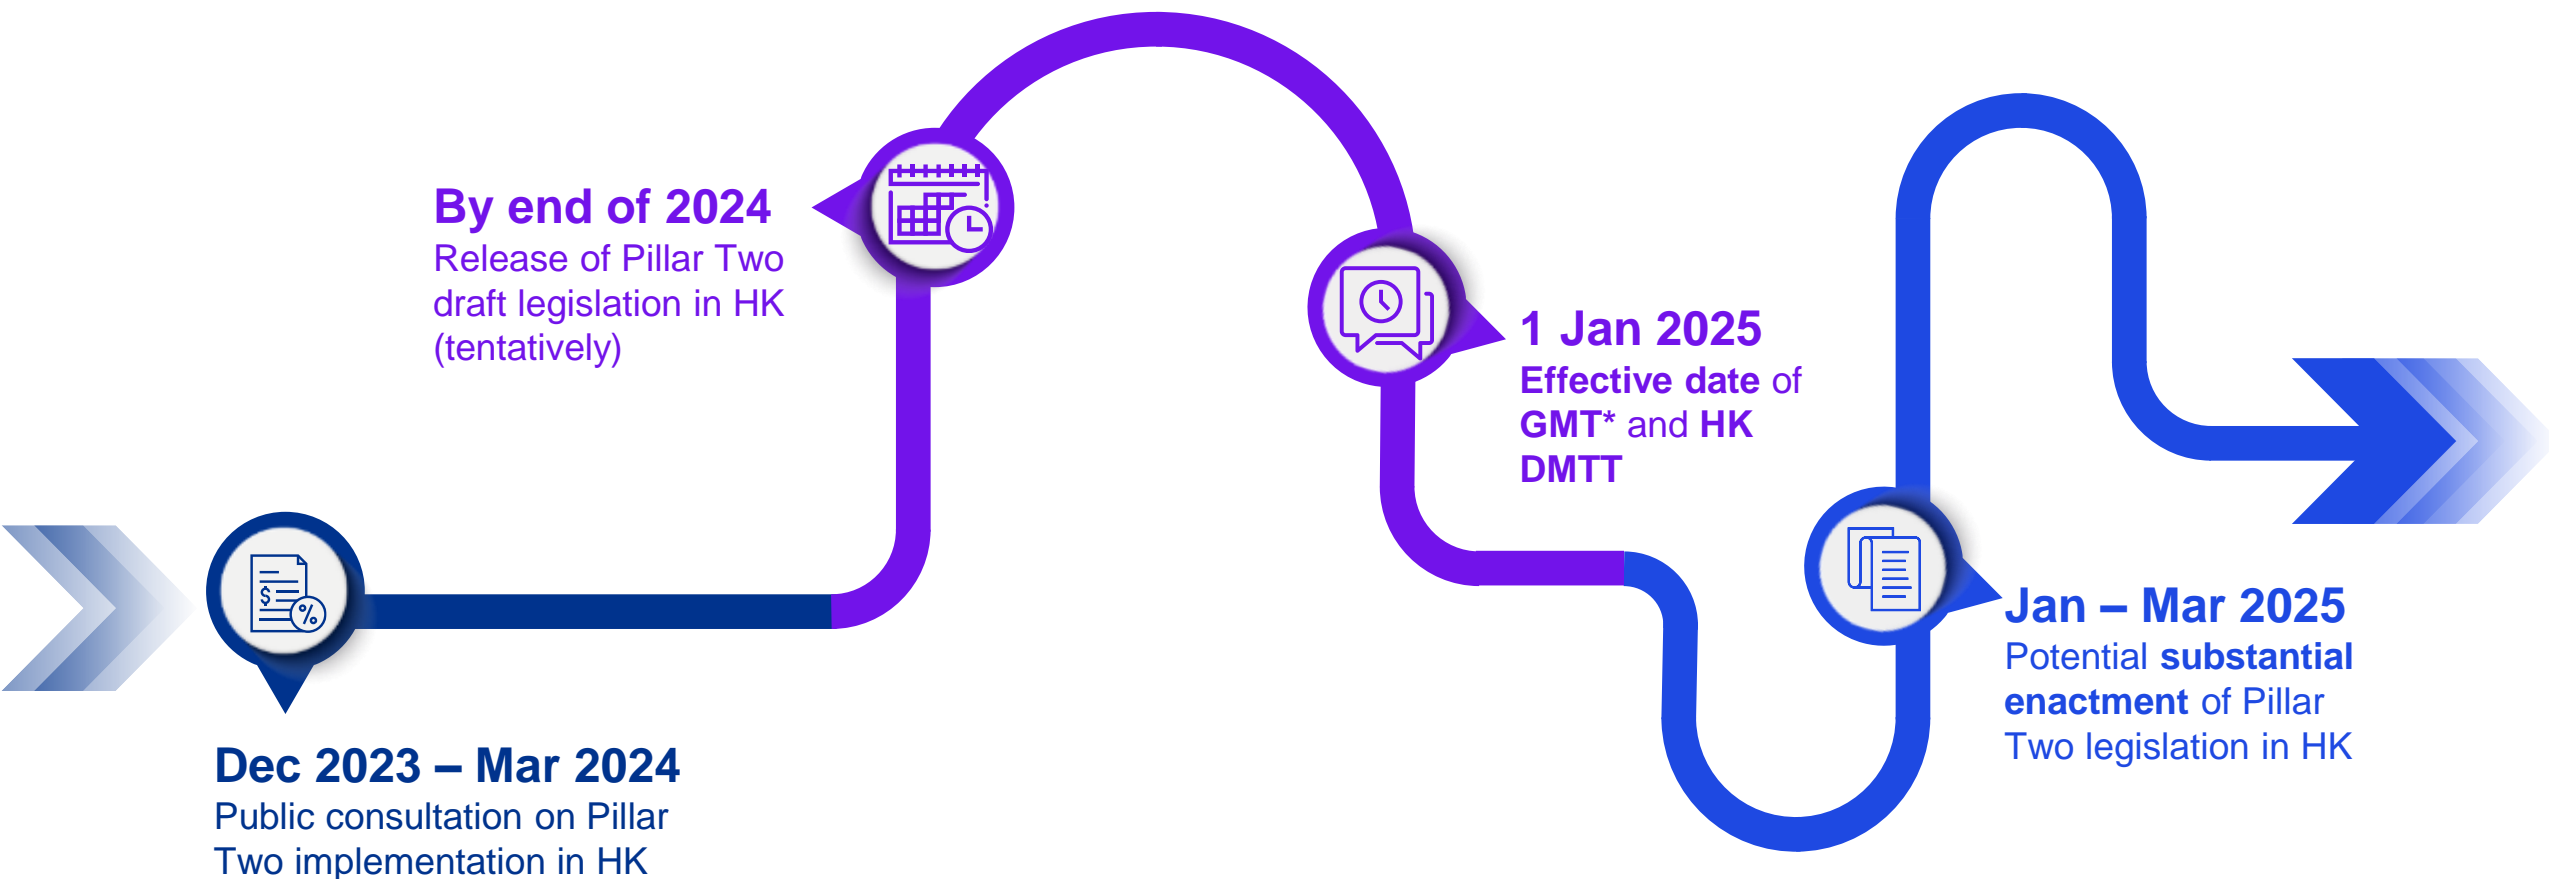 By end of 2024
Release of Pillar Two
draft legislation in HK
(tentatively)
1 Jan 2025
Effective date of
GMT* and HK
DMTT
$
%
Jan – Mar 2025
Potential substantial
enactment of Pillar
Two legislation in HK
Dec 2023 – Mar 2024
Public consultation on Pillar
Two implementation in HK